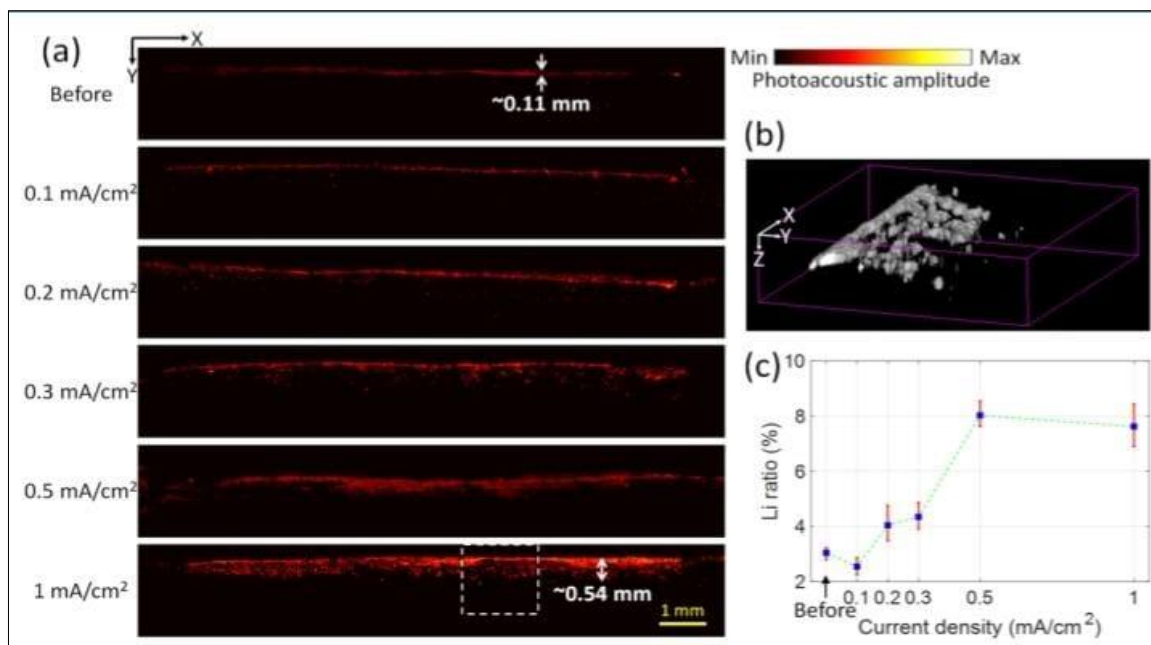 (a)
X
Y
Before
~0.11 mm
0.1 mA/cm²
0.2 mA/cm²
0.3 mA/cm²
0.5 mA/cm²
1 mA/cm²
~0.54 mm
1 mm
Min Max
Photoacoustic amplitude
(b)
X
Y
Z
(c)
10
8
6
4
2
Li ratio (%)
0.1 0.2 0.3 0.5 1
Before
Current density (mA/cm²)